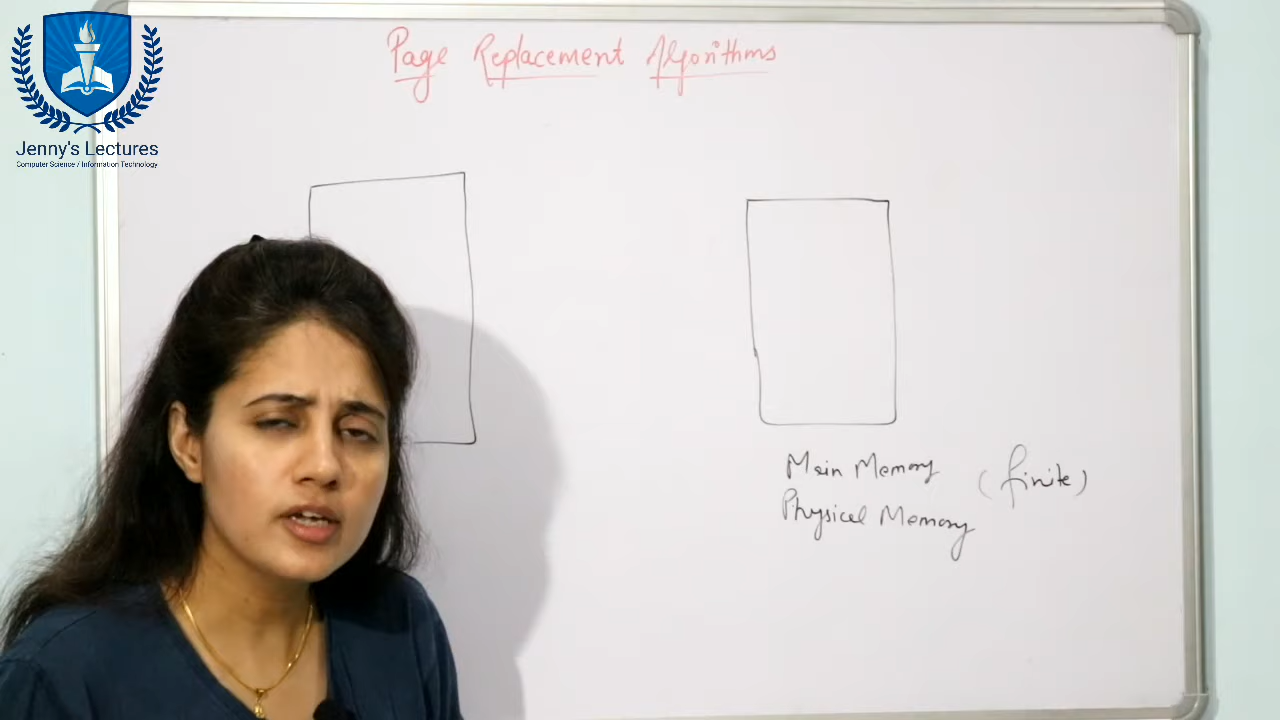 Jenny's Lectures
Computer Science / Information Technology
Page Replacement Algorithms
Main Memory (finite)
Physical Memory